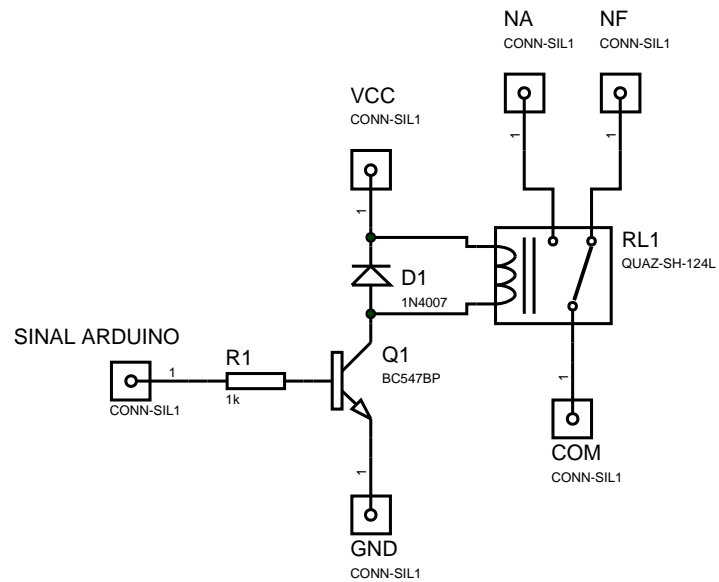 NA
CONN-SIL1
NF
CONN-SIL1
VCC
CONN-SIL1
1
1
1
RL1
QUAZ-SH-124L
D1
1N4007
SINAL ARDUINO
1
CONN-SIL1
R1
1k
Q1
BC547BP
1
COM
CONN-SIL1
1
GND
CONN-SIL1